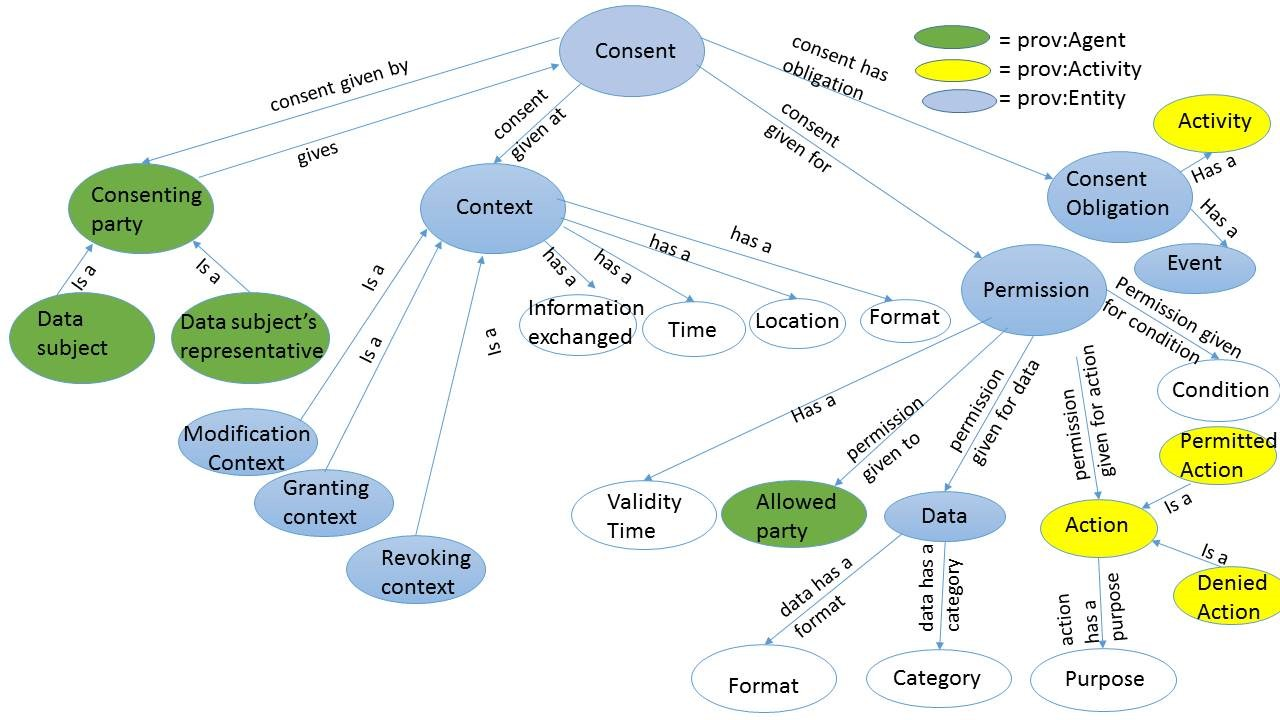 Consent
= prov:Agent
= prov:Activity
= prov:Entity
consent given by
gives
consent
given at
consent
given for
consent has
obligation
Activity
Has a
Consent
Obligation
Has a
Event
Consenting
party
Context
Is a
Is a
Data
subject
Data subject's
representative
Is a
Is a
Is a
has a
has a
has a
has a
Information
exchanged
Time
Location
Format
Modification
Context
Granting
context
Revoking
context
Permission
Permission given
for condition
Condition
Has a
permission
given to
permission
given for data
permission
given for action
Permitted
Action
Is a
Validity
Time
Allowed
party
Data
Action
Is a
Denied
Action
data has a
format
data has a
category
action
has a
purpose
Format
Category
Purpose